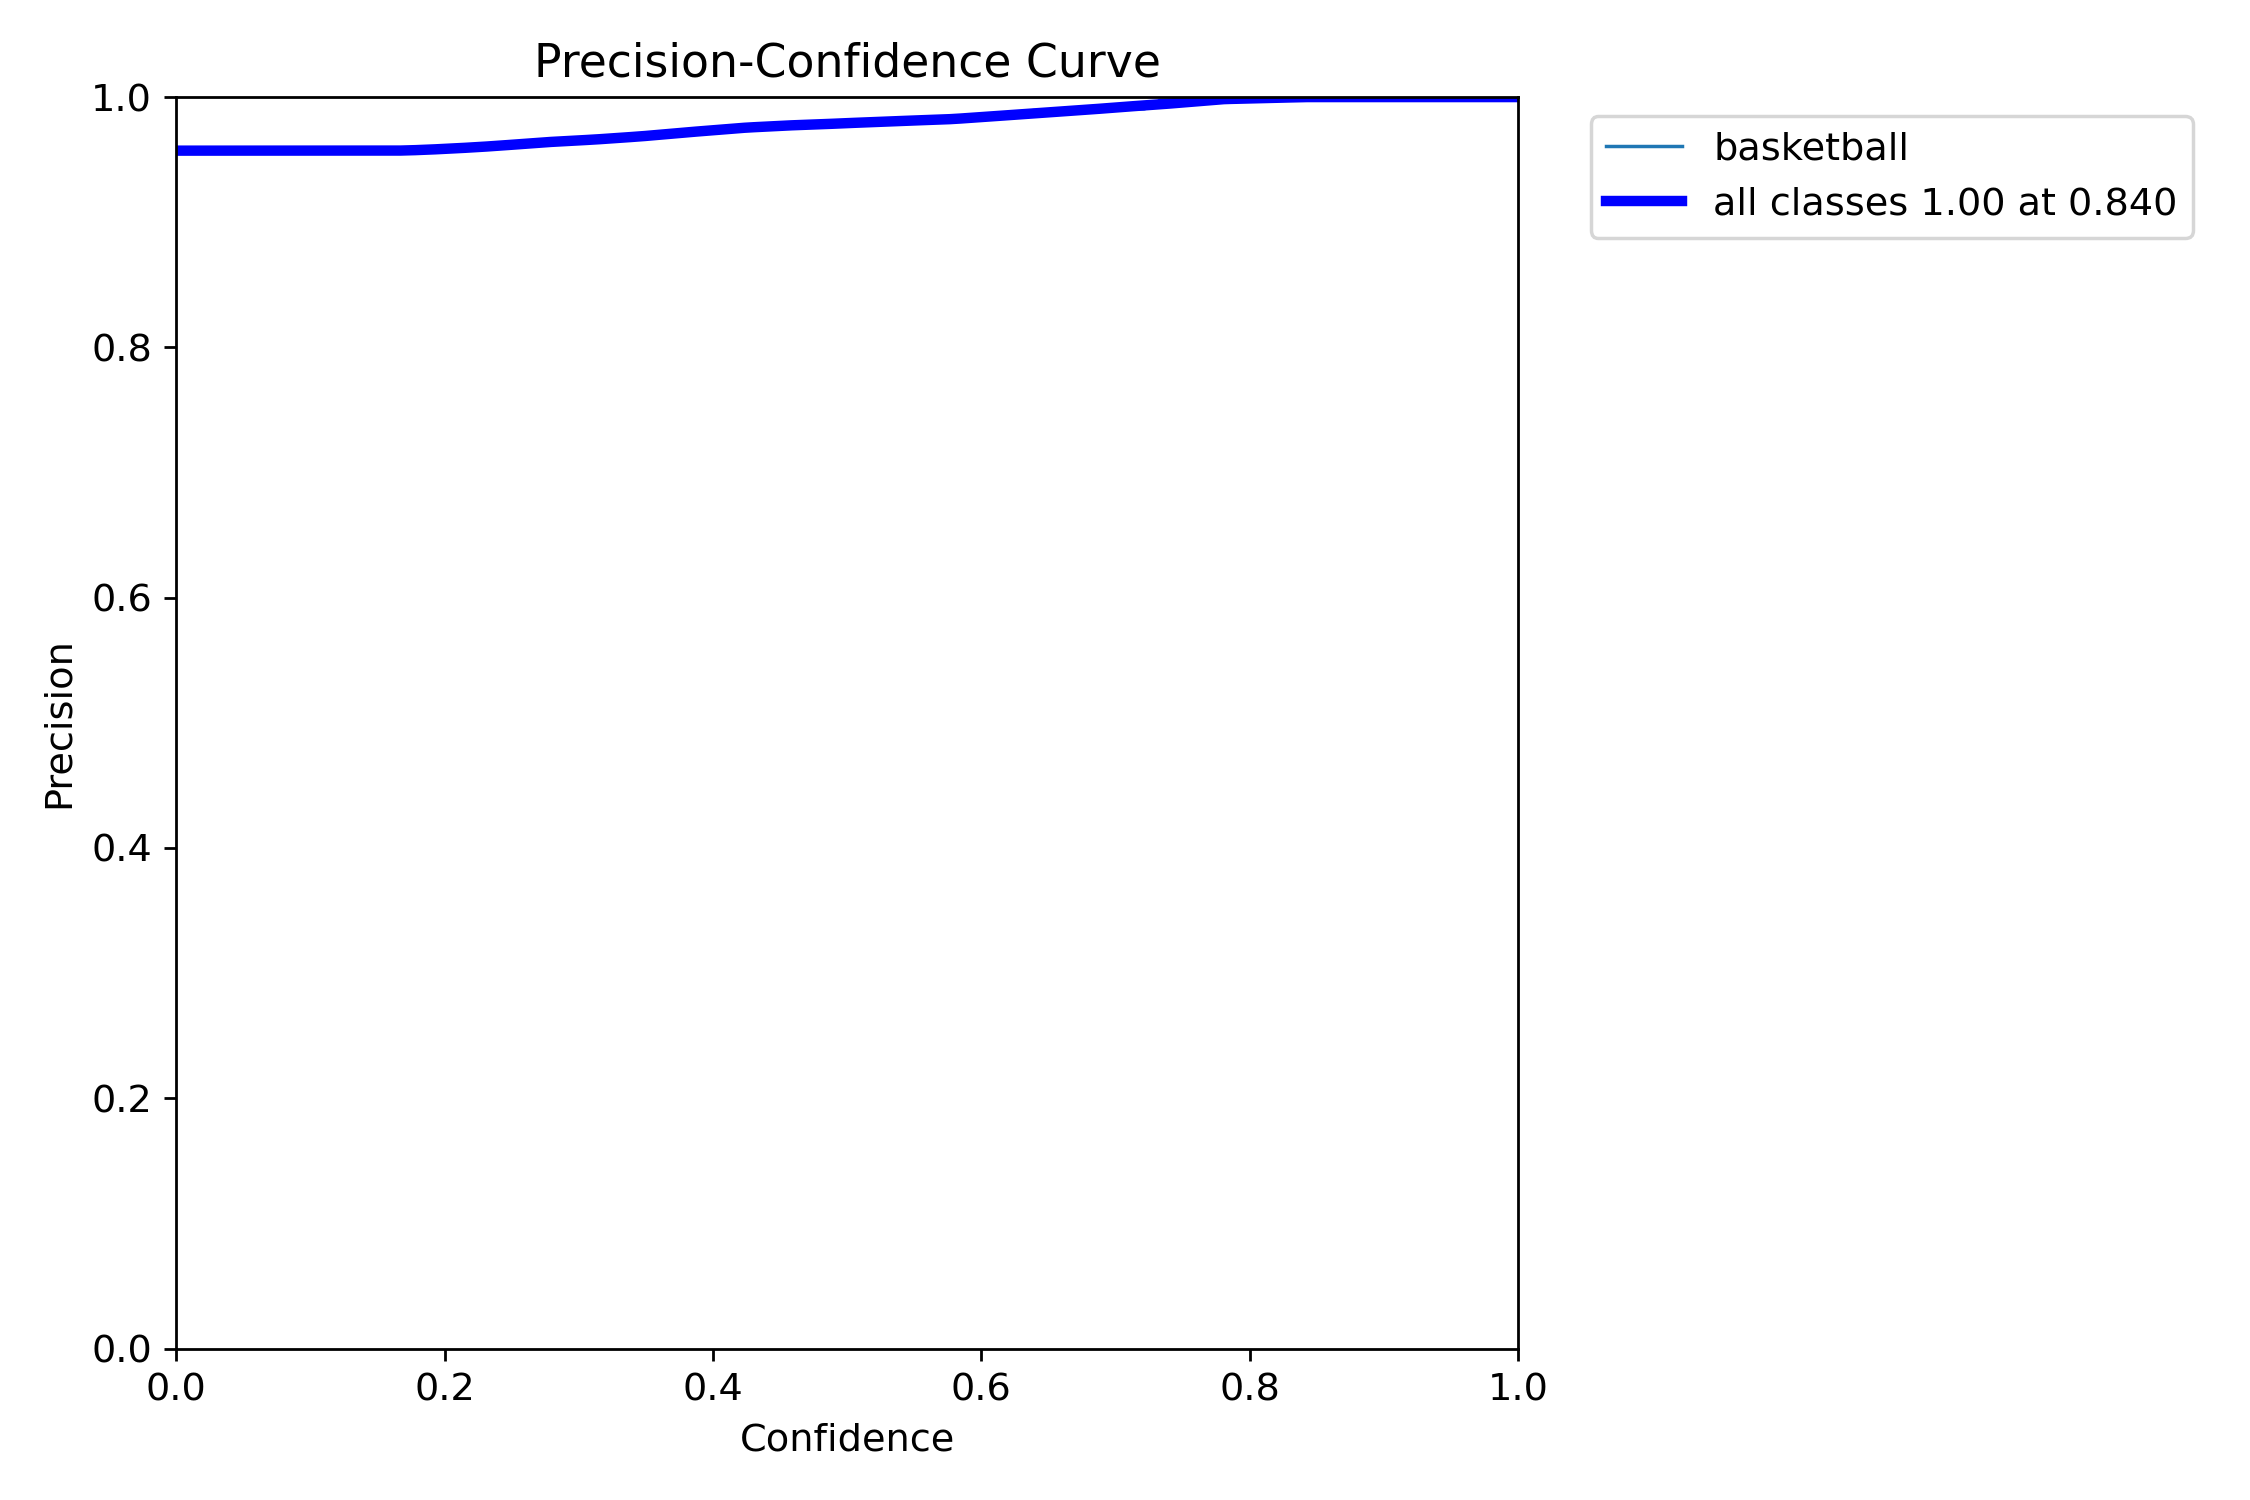 Precision-Confidence Curve
1.0
0.8
0.6
0.4
0.2
0.0
Precision
0.0 0.2 0.4 0.6 0.8 1.0
Confidence
basketball
all classes 1.00 at 0.840